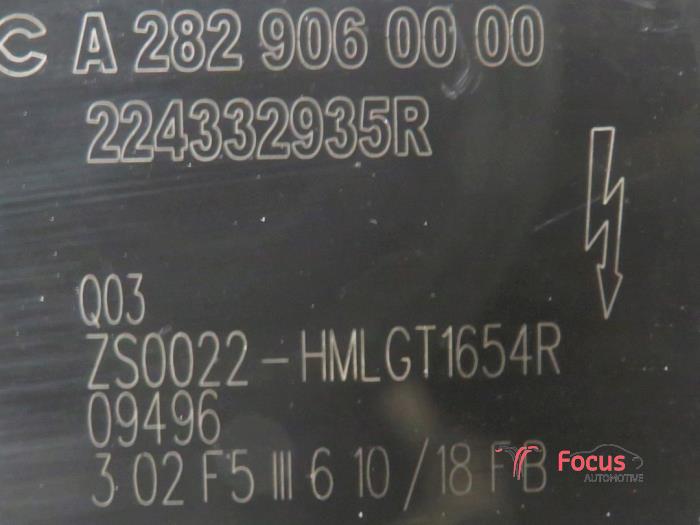 C A 282 906 00 00
224332935R
Q03
ZS0022-HMLGT1654R
09496
3 02 F5 III 6 10/18 FB
Focus
AUTOMOTIVE